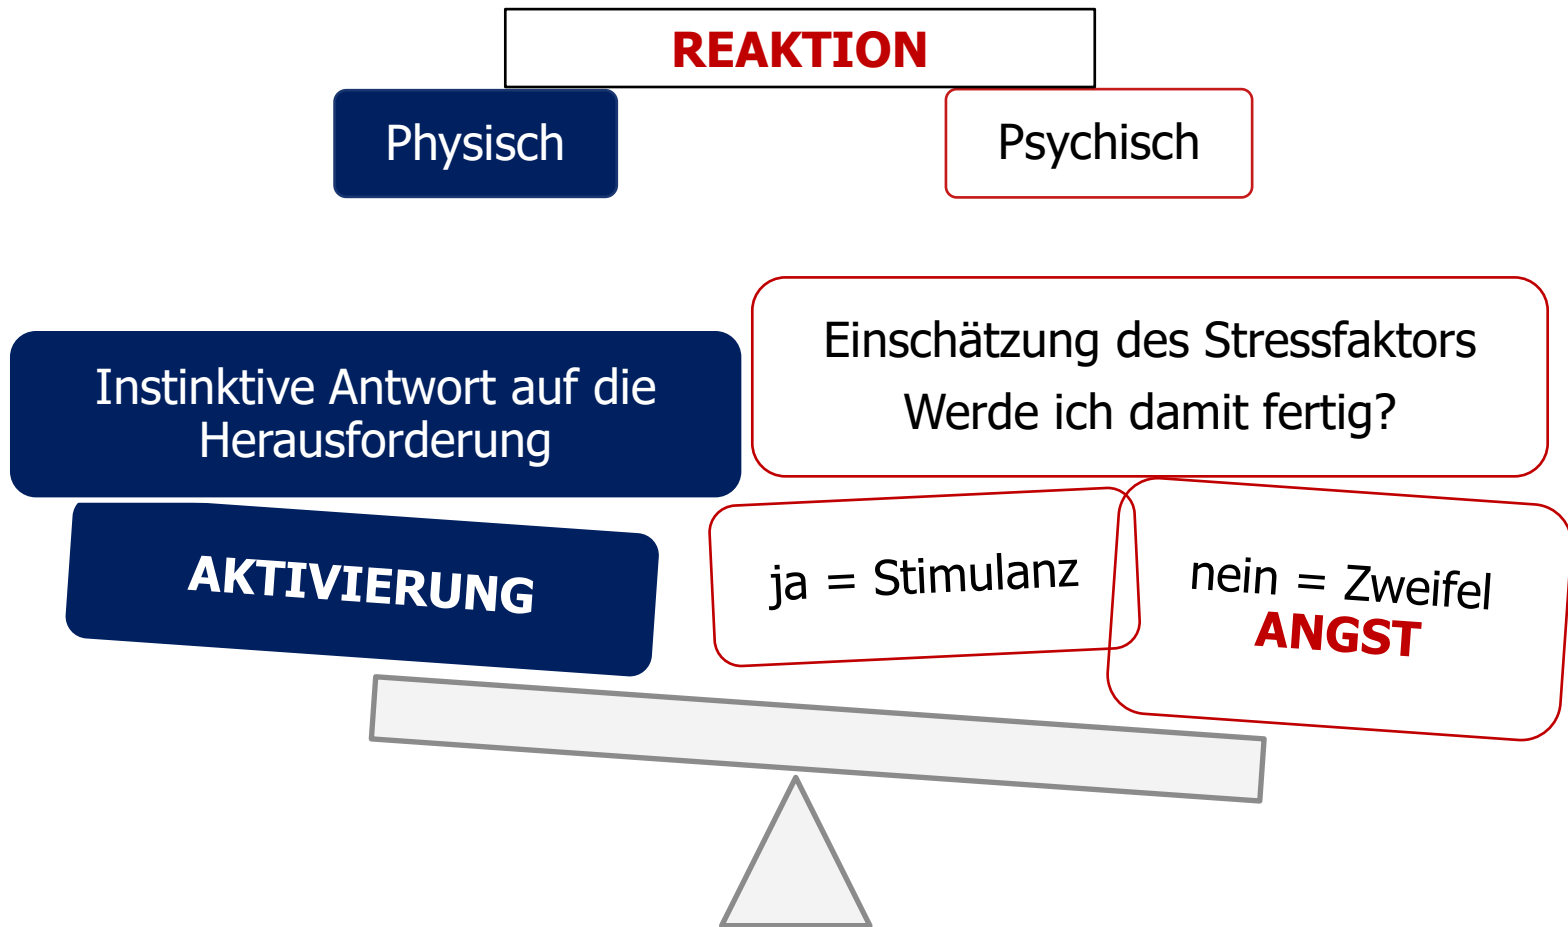 REAKTION
Physisch
Psychisch
Instinktive Antwort auf die
Herausforderung
Einschätzung des Stressfaktors
Werde ich damit fertig?
AKTIVIERUNG
ja = Stimulanz
nein = Zweifel
ANGST